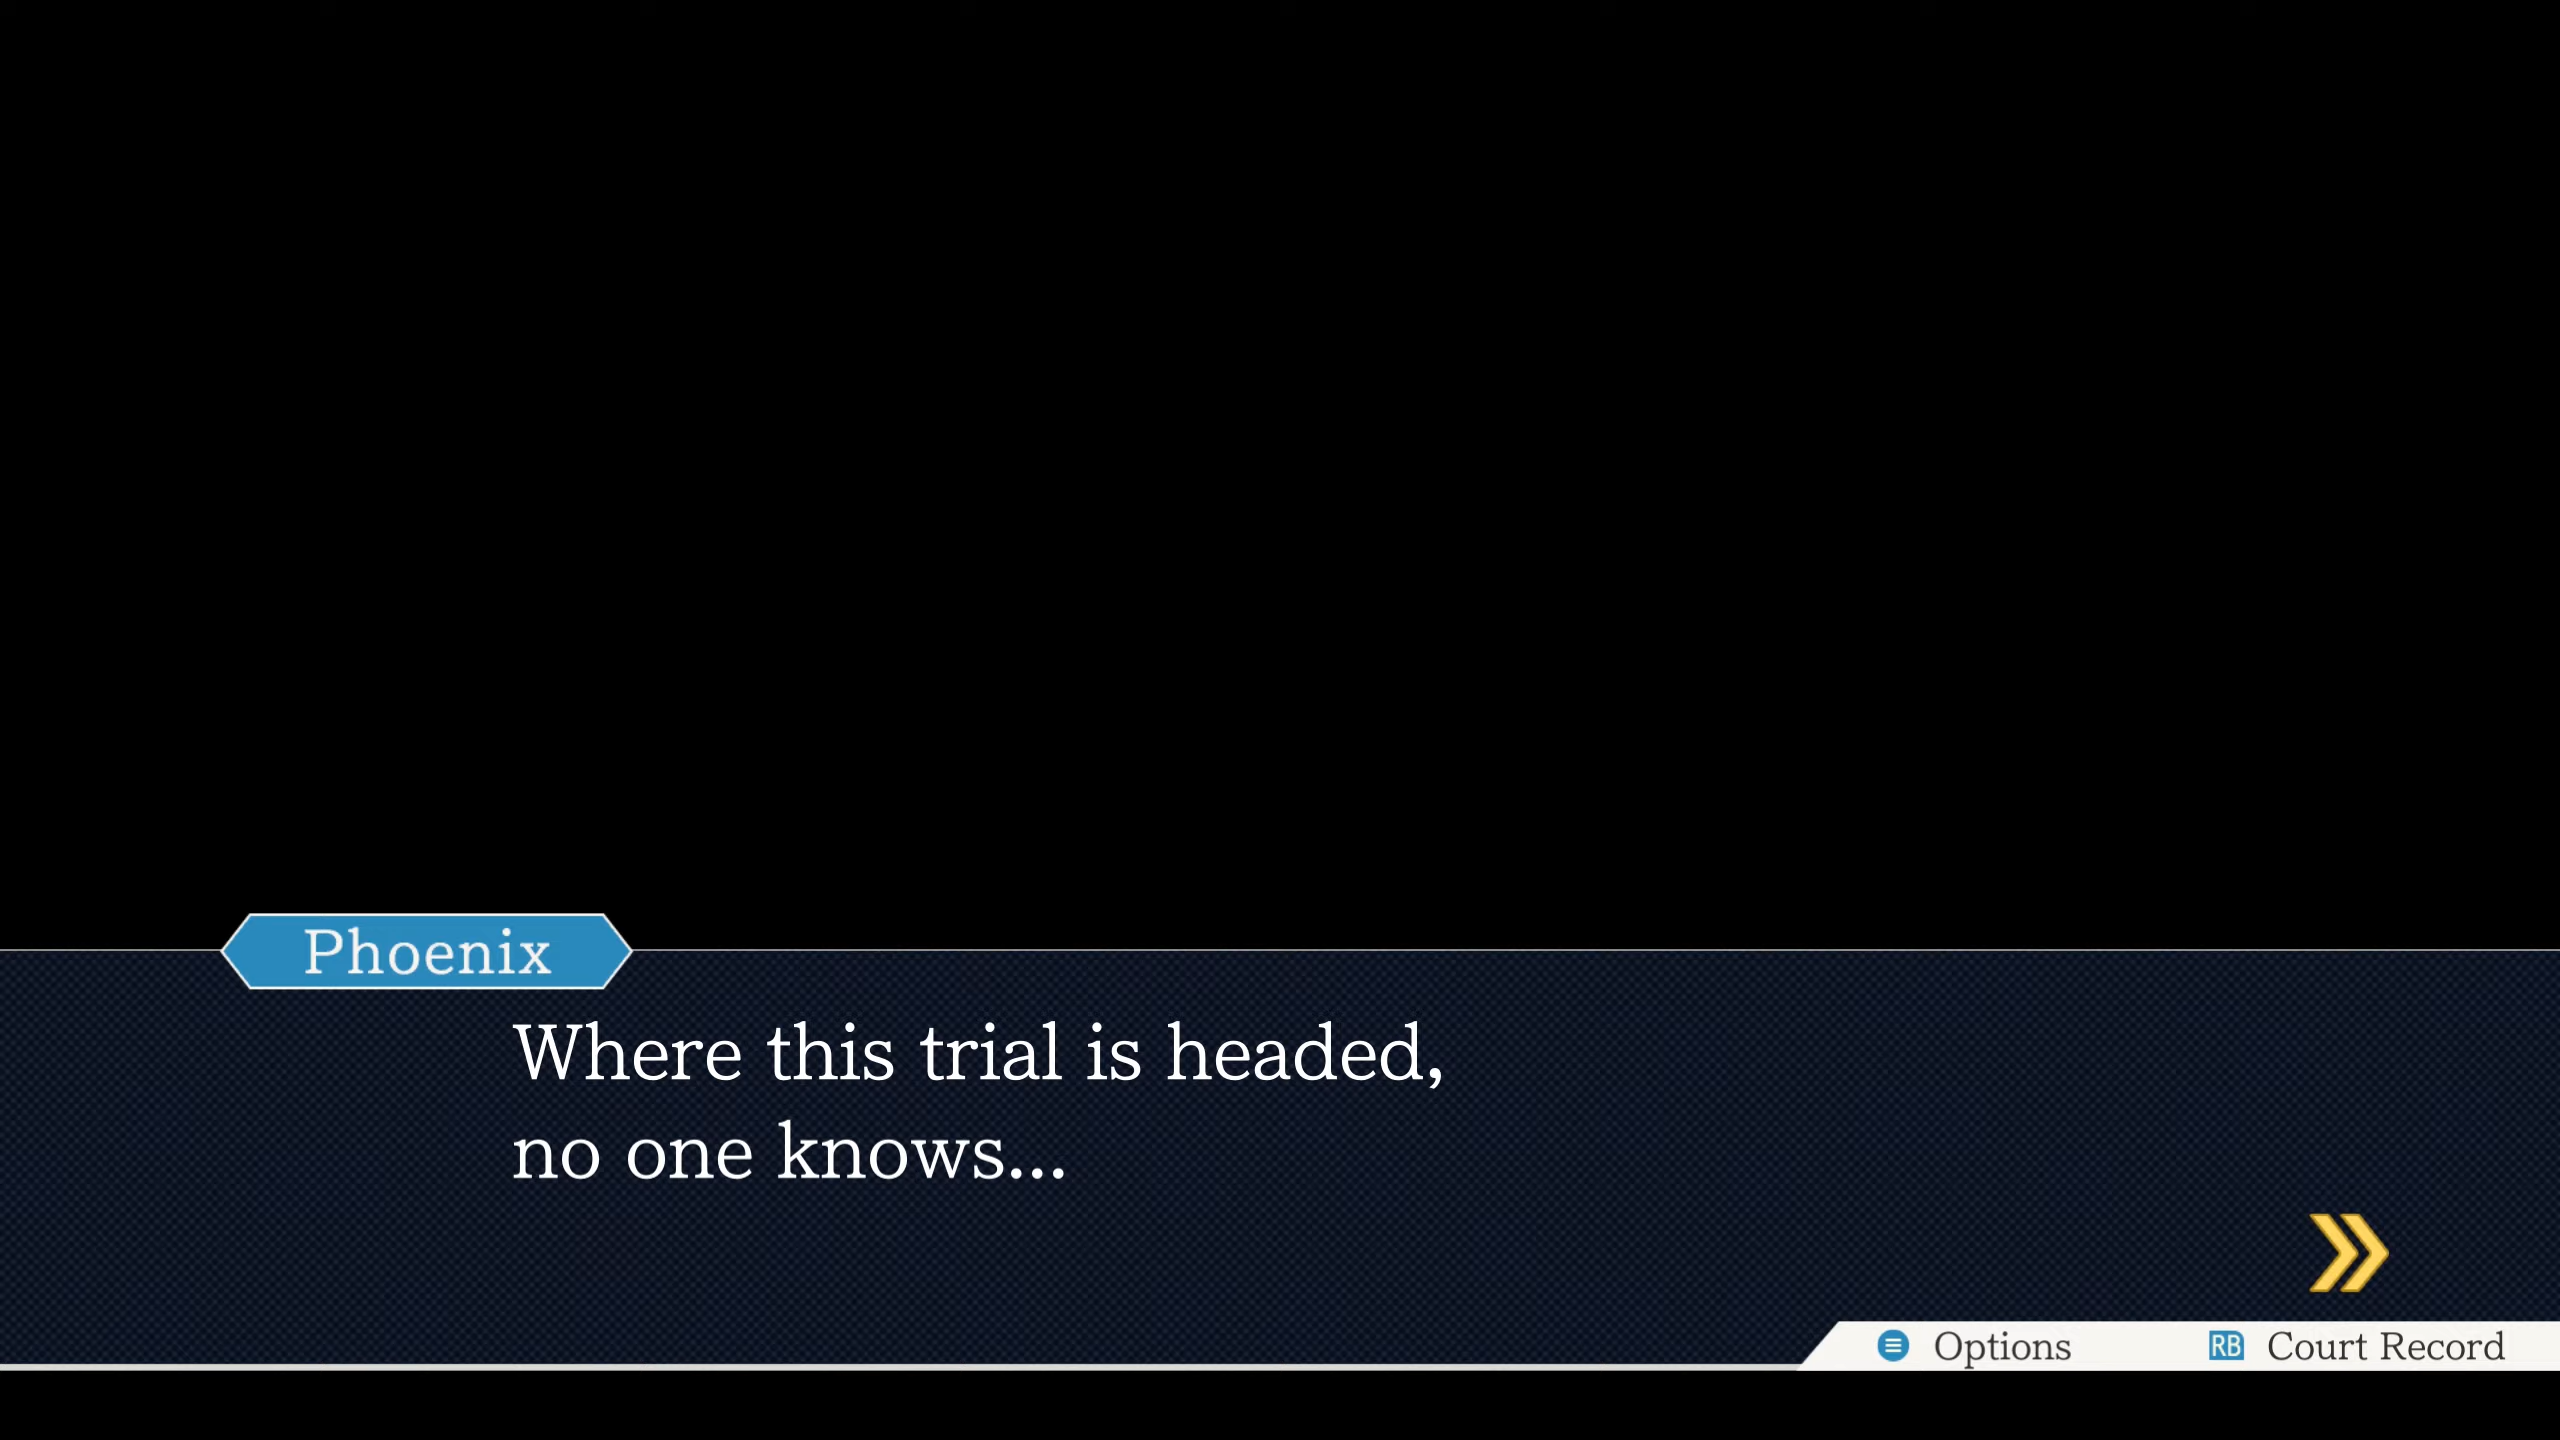 Phoenix
Where this trial is headed,
no one knows...
Options
RB Court Record